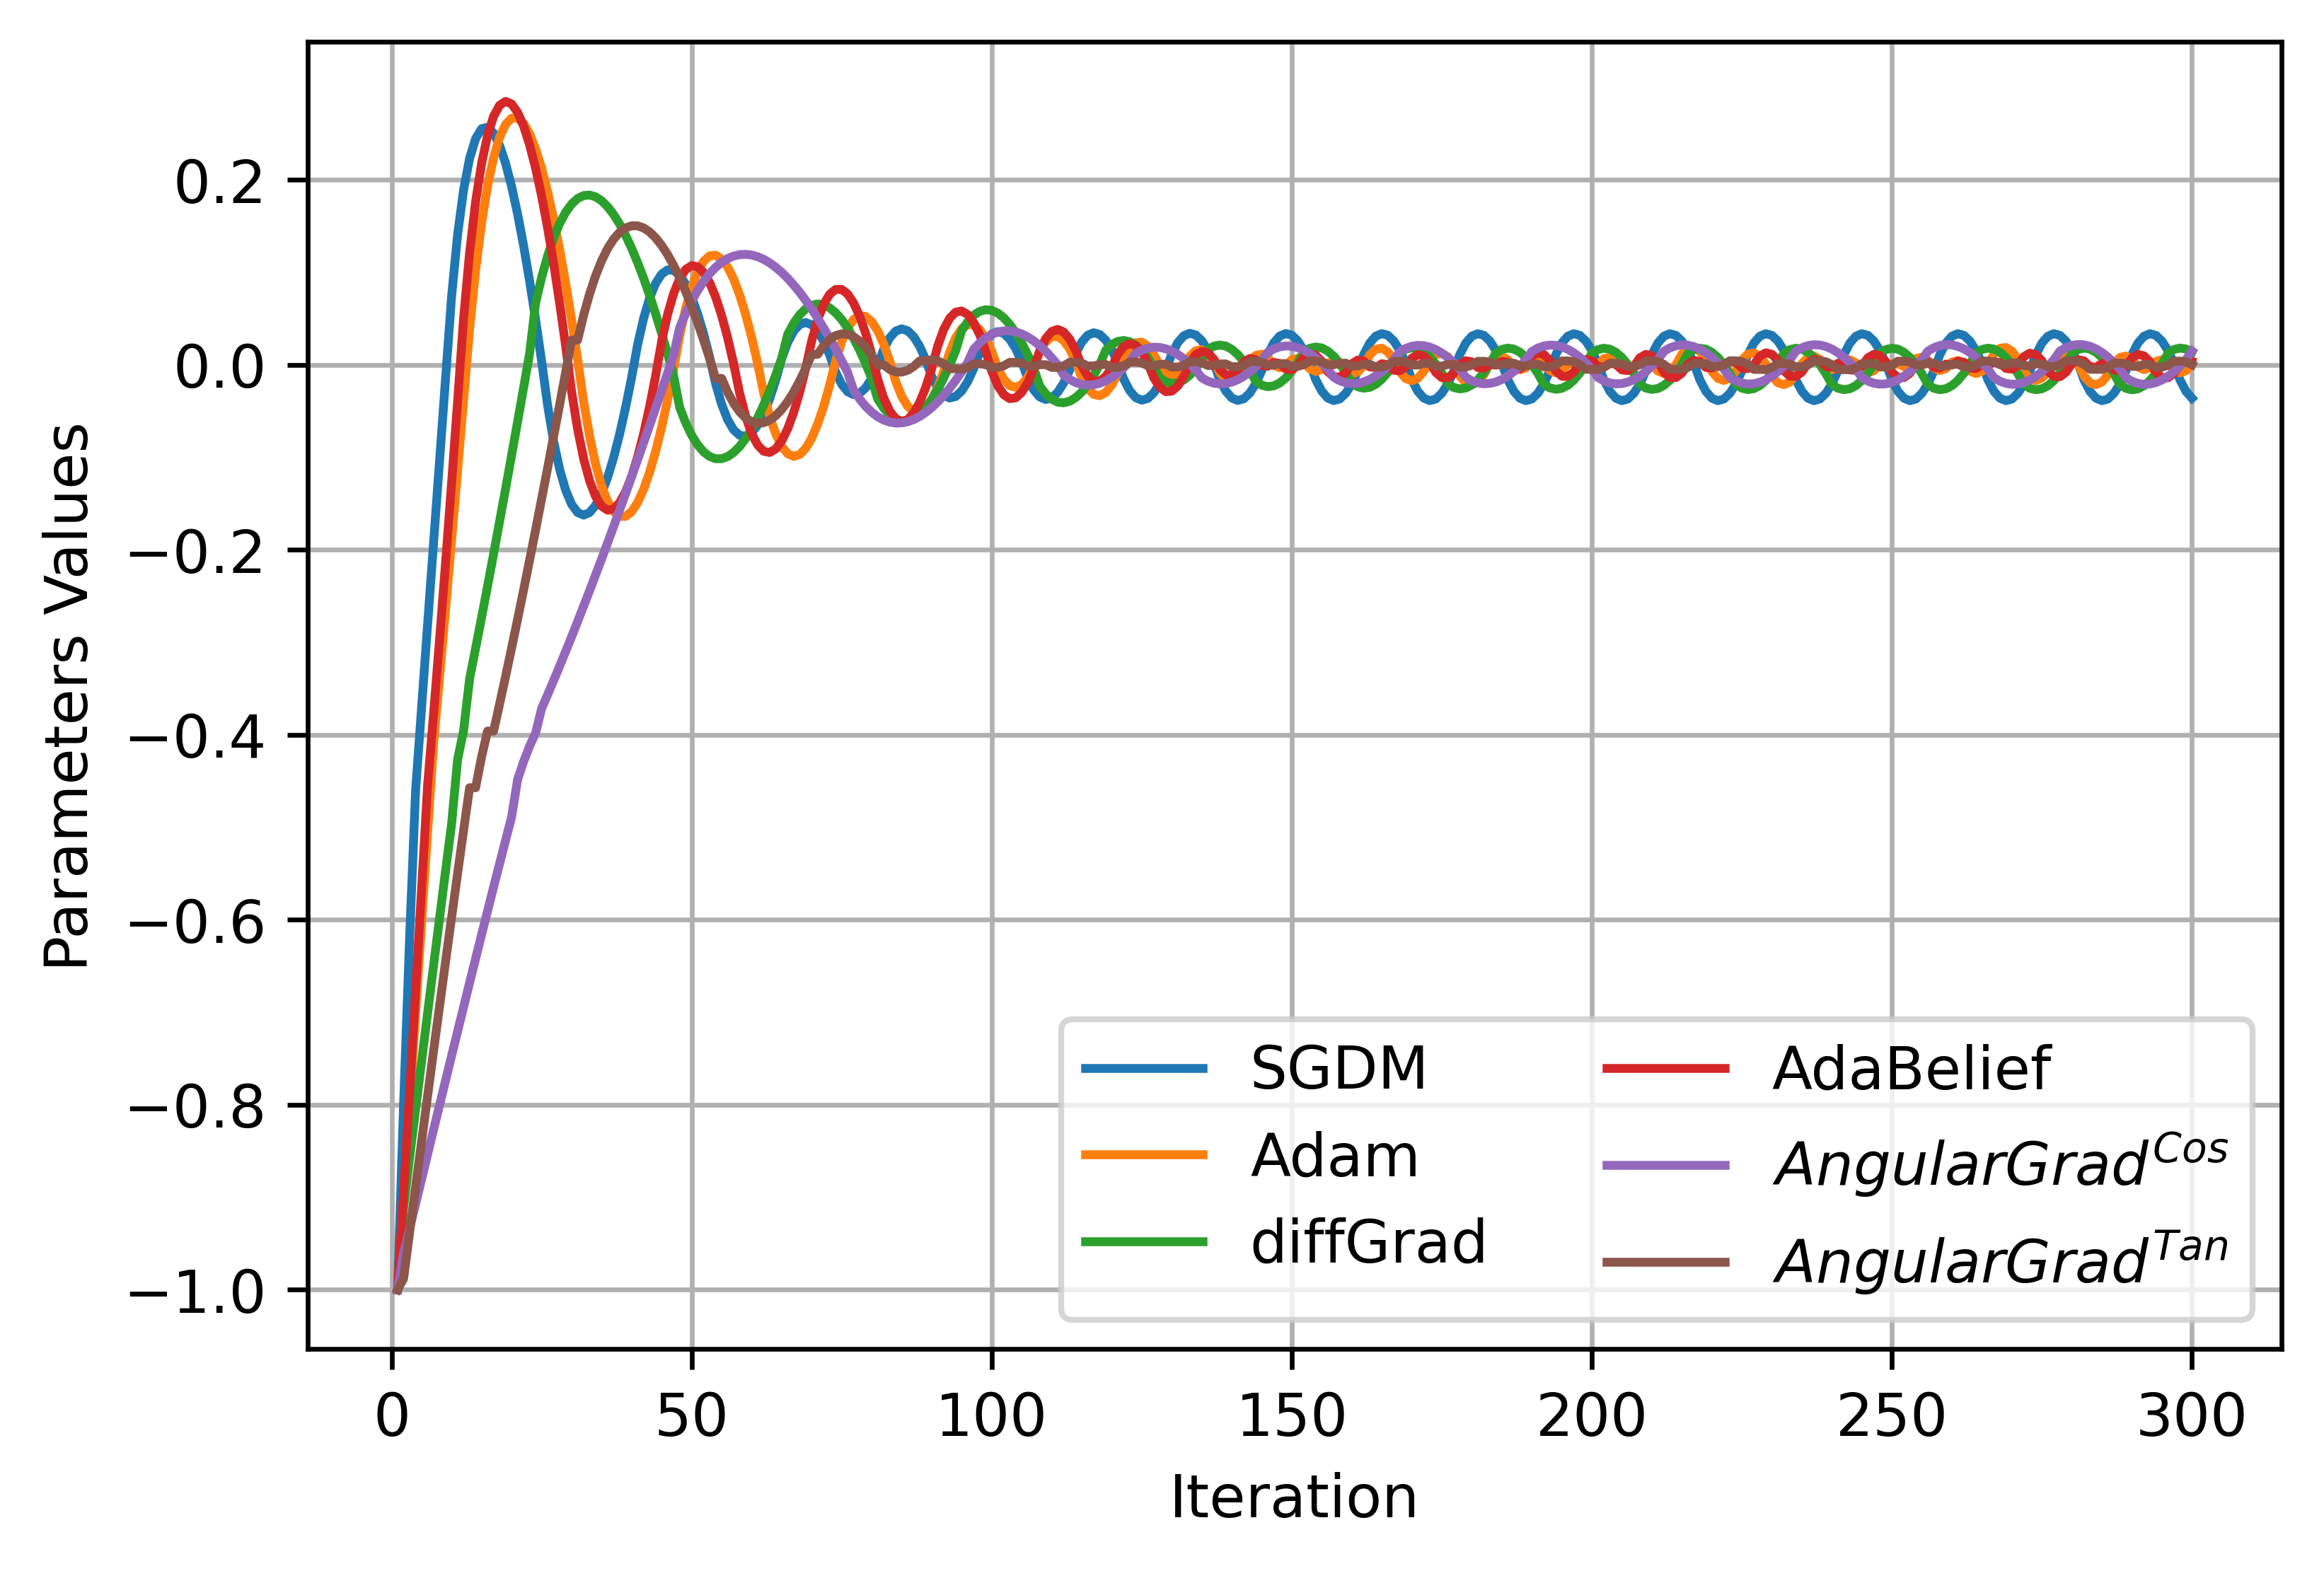 0.2
0.0
−0.2
−0.4
−0.6
−0.8
−1.0
Parameters Values
0 50 100 150 200 250 300
Iteration
SGDM
Adam
diffGrad
AdaBelief
AngularGrad^Cos
AngularGrad^Tan